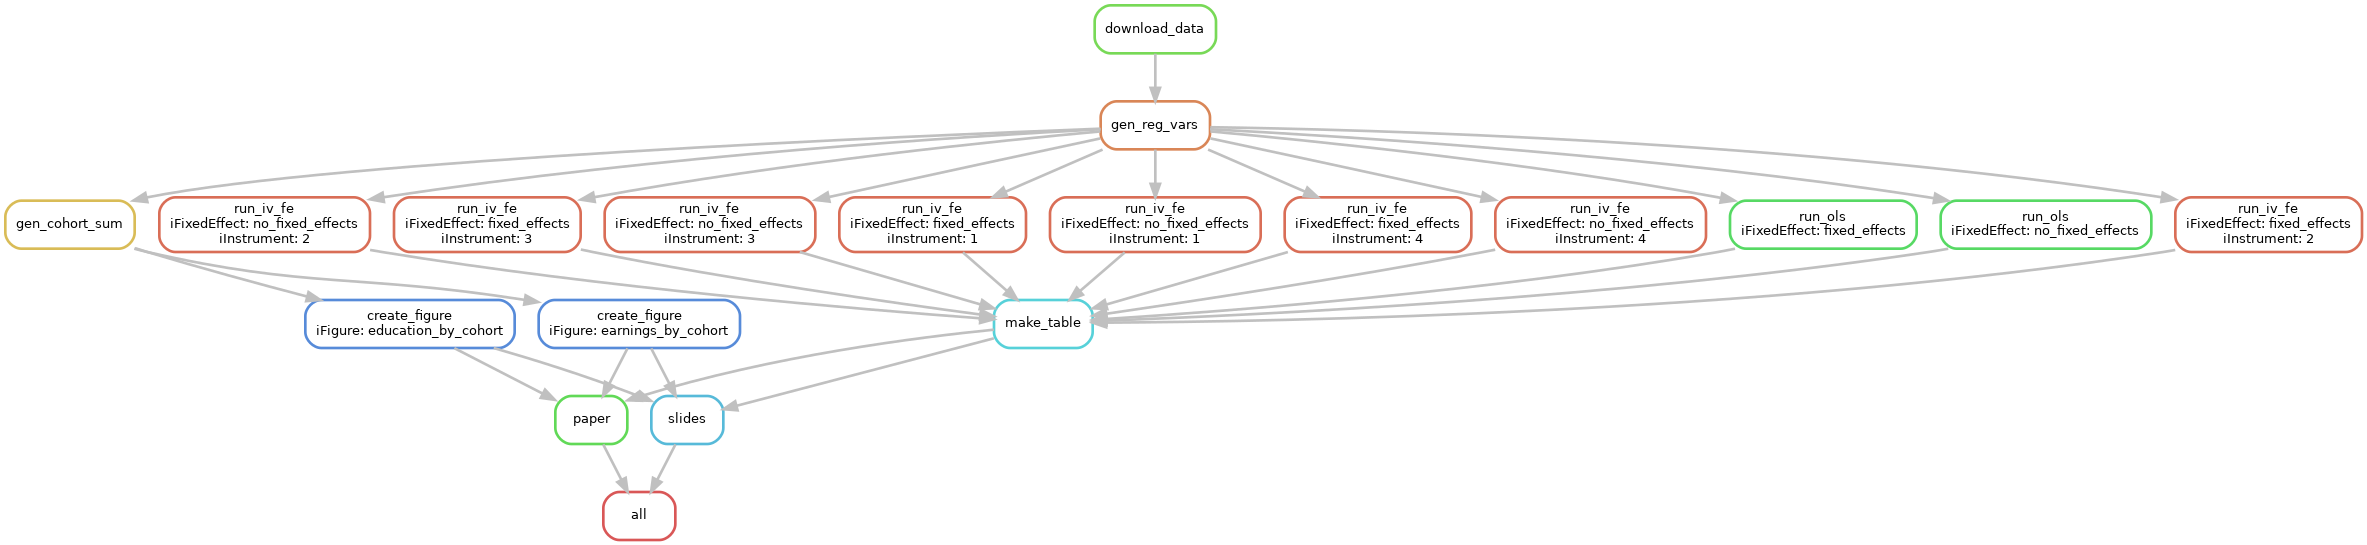 download_data
gen_reg_vars
gen_cohort_sum
run_iv_fe
iFixedEffect: no_fixed_effects
iInstrument: 2
run_iv_fe
iFixedEffect: fixed_effects
iInstrument: 3
run_iv_fe
iFixedEffect: no_fixed_effects
iInstrument: 3
run_iv_fe
iFixedEffect: fixed_effects
iInstrument: 1
run_iv_fe
iFixedEffect: no_fixed_effects
iInstrument: 1
run_iv_fe
iFixedEffect: fixed_effects
iInstrument: 4
run_iv_fe
iFixedEffect: no_fixed_effects
iInstrument: 4
run_ols
iFixedEffect: fixed_effects
run_ols
iFixedEffect: no_fixed_effects
run_iv_fe
iFixedEffect: fixed_effects
iInstrument: 2
create_figure
iFigure: education_by_cohort
create_figure
iFigure: earnings_by_cohort
make_table
paper
slides
all